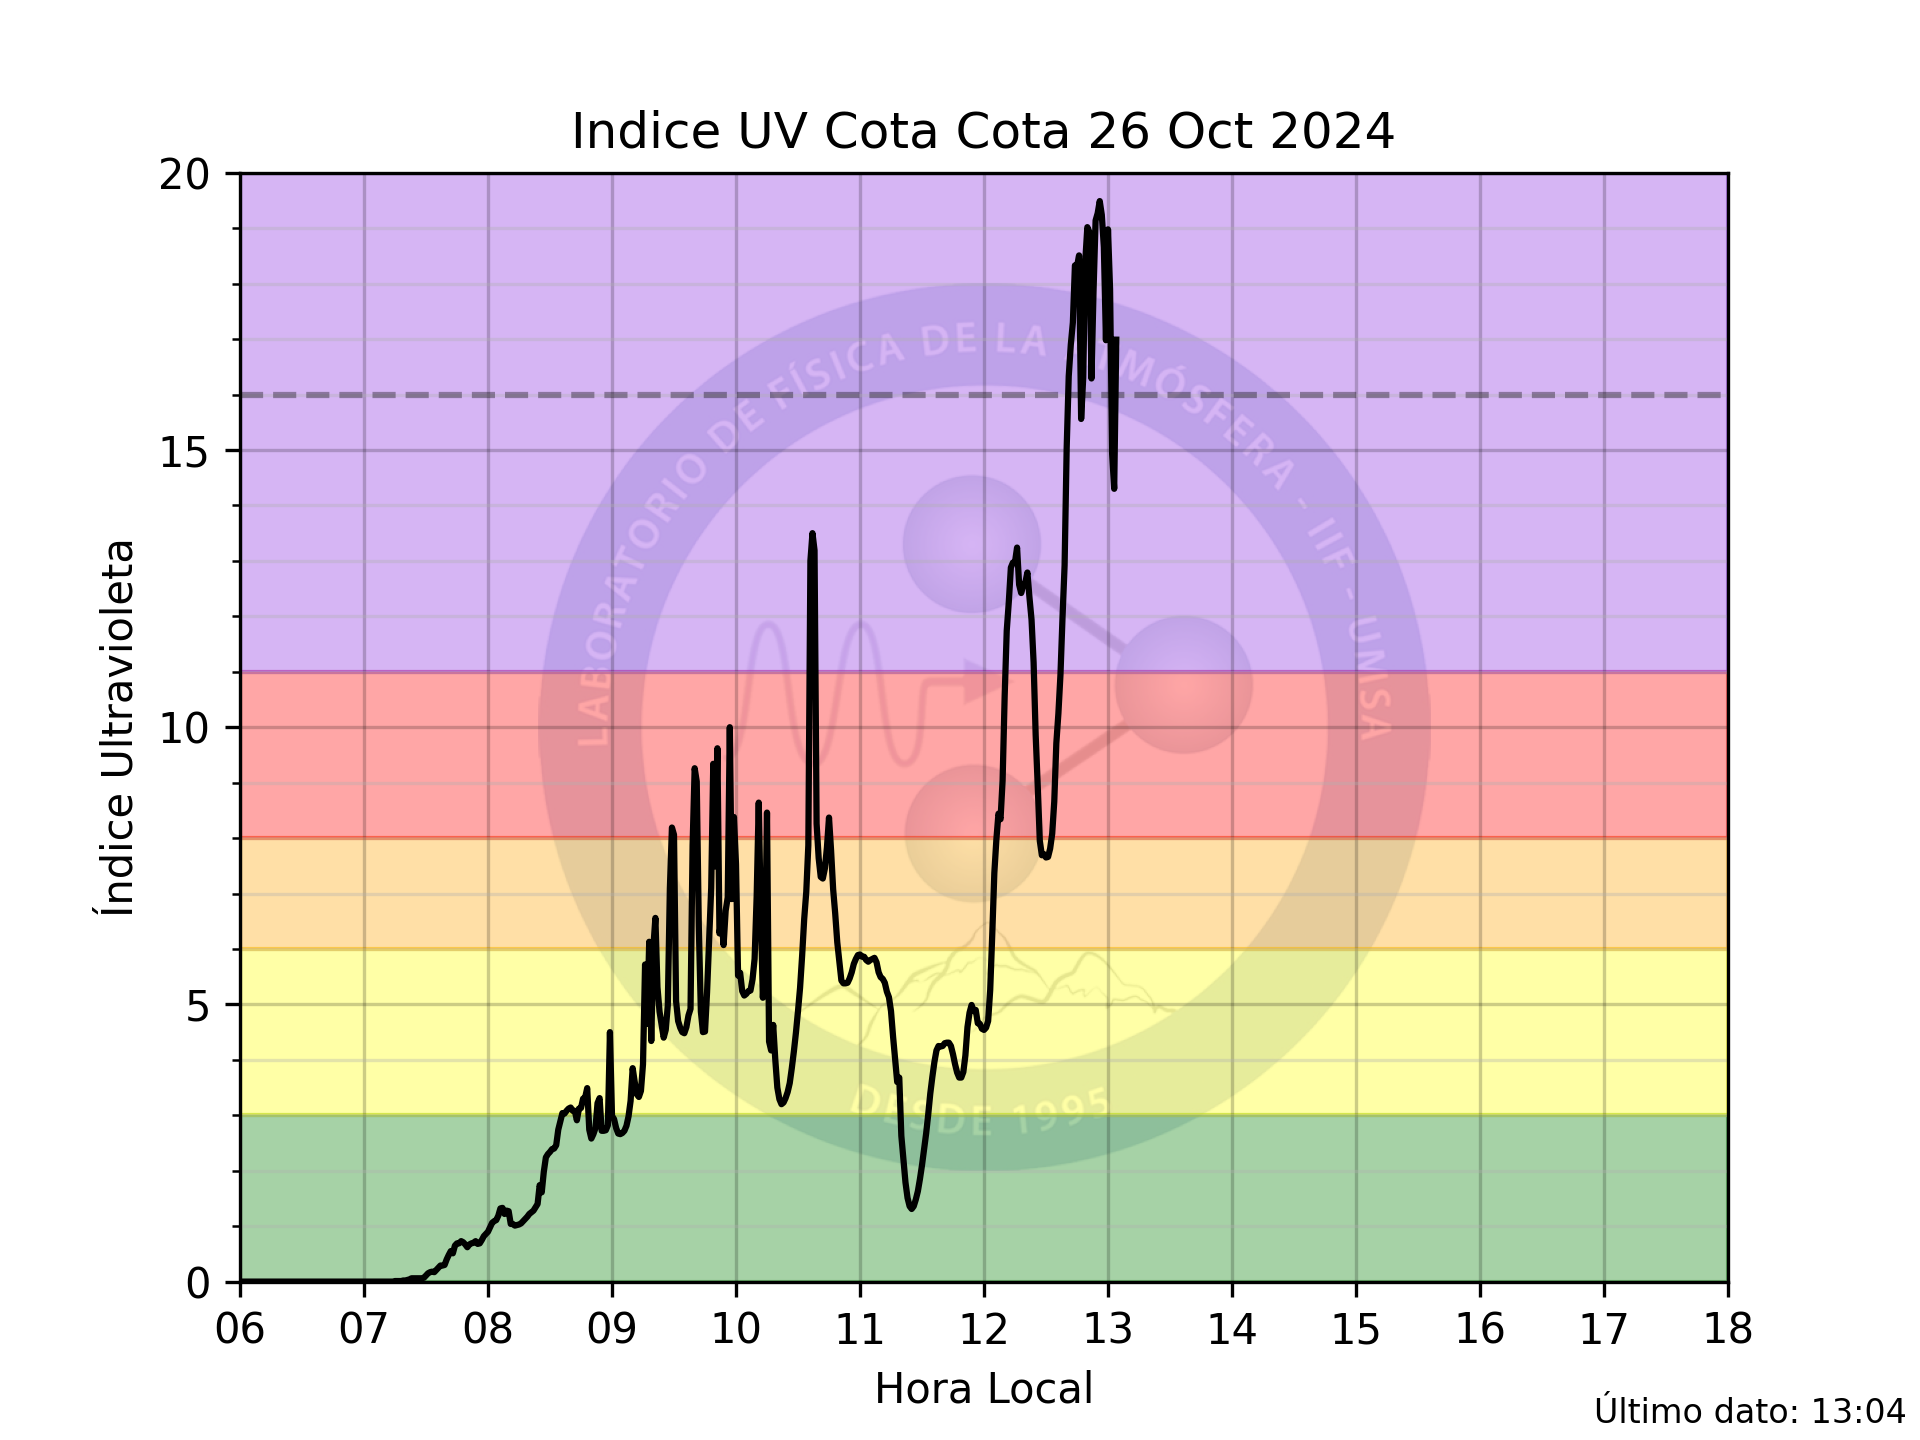 Indice UV Cota Cota 26 Oct 2024
20
15
10
5
0
Índice Ultravioleta
LABORATORIO DE FÍSICA DE LA ATMÓSFERA - IIF - UMSA
DESDE 1995
06 07 08 09 10 11 12 13 14 15 16 17 18
Hora Local
Último dato: 13:04